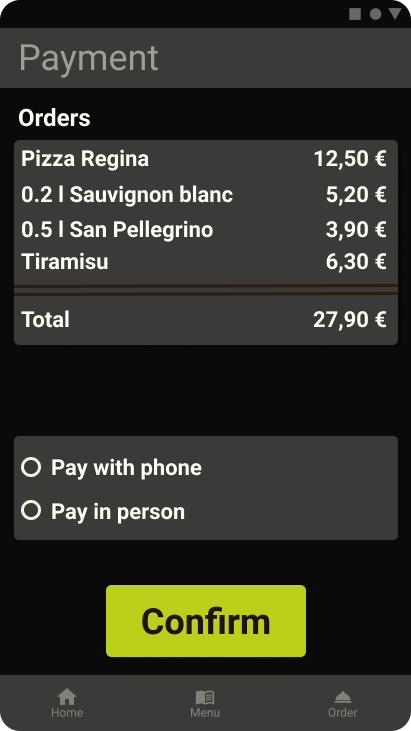 Payment
Orders
Pizza Regina 12,50 €
0.2 l Sauvignon blanc 5,20 €
0.5 l San Pellegrino 3,90 €
Tiramisu 6,30 €
Total 27,90 €
Pay with phone
Pay in person
Confirm
Home Menu Order